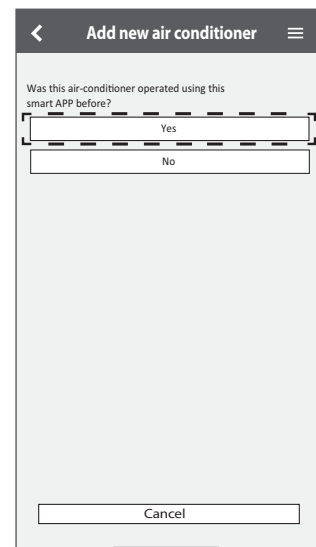 Add new air conditioner
Was this air-conditioner operated using this
smart APP before?
Yes
No
Cancel